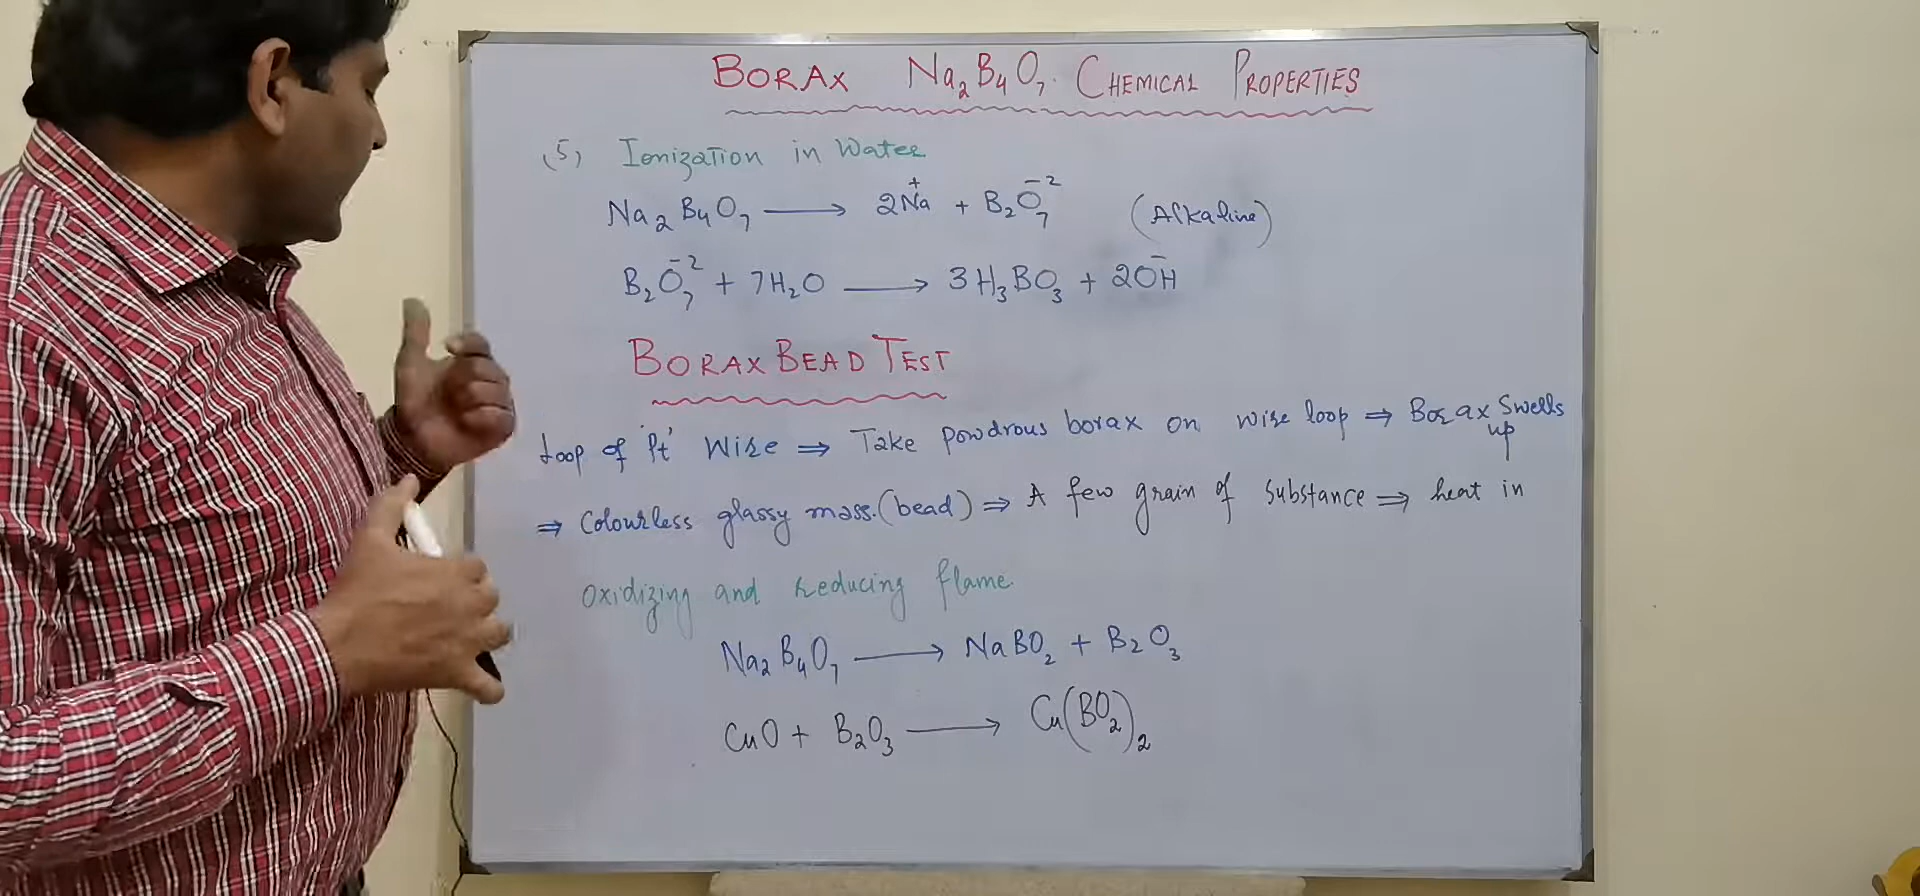 BORAX Na₂B₄O₇. CHEMICAL PROPERTIES
(5) Ionization in Water
Na₂B₄O₇ ⟶ 2Na⁺ + B₂O₇⁻² (Alkaline)
B₂O₇⁻² + 7H₂O ⟶ 3H₃BO₃ + 2OH⁻
BORAX BEAD TEST
Loop of 'Pt' Wire ⇒ Take powdrous borax on wire loop ⇒ Borax Swells up
⇒ Colourless glassy mass. (bead) ⇒ A few grain of Substance ⇒ heat in
oxidizing and reducing flame.
Na₂B₄O₇ ⟶ NaBO₂ + B₂O₃
CuO + B₂O₃ ⟶ Cu(BO₂)₂